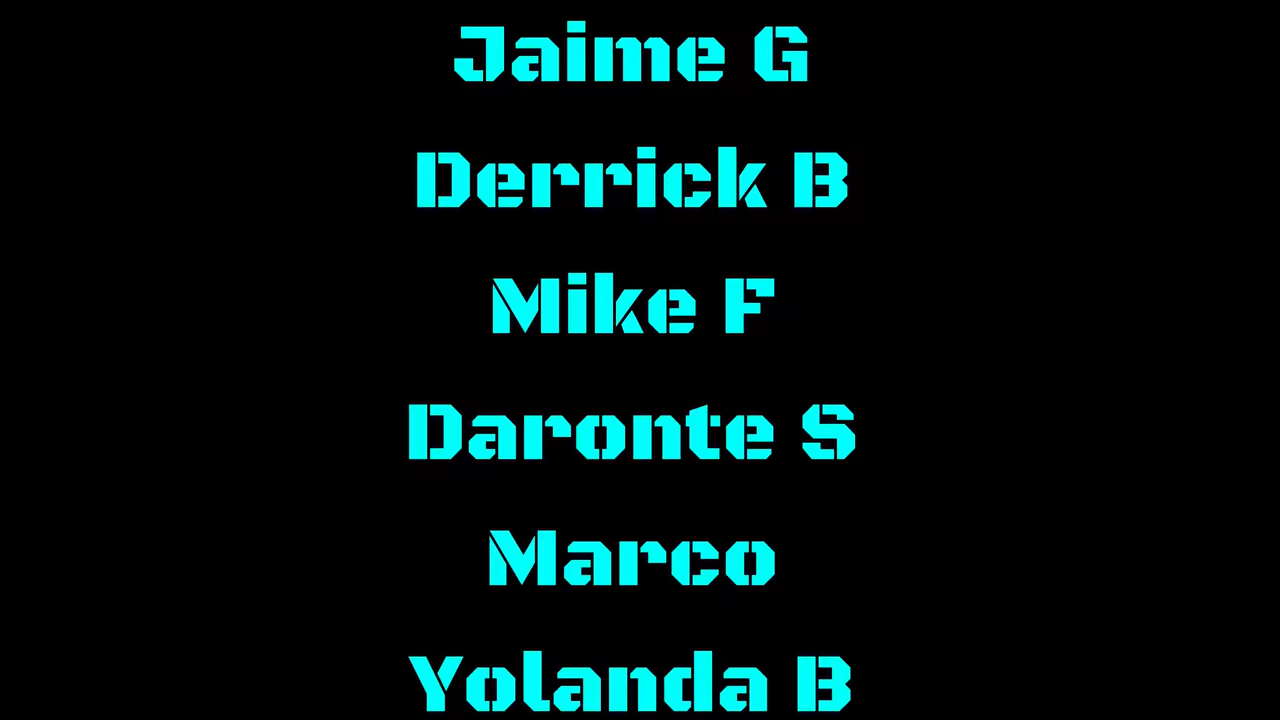 Jaime G
Derrick B
Mike F
Daronte S
Marco
Yolanda B